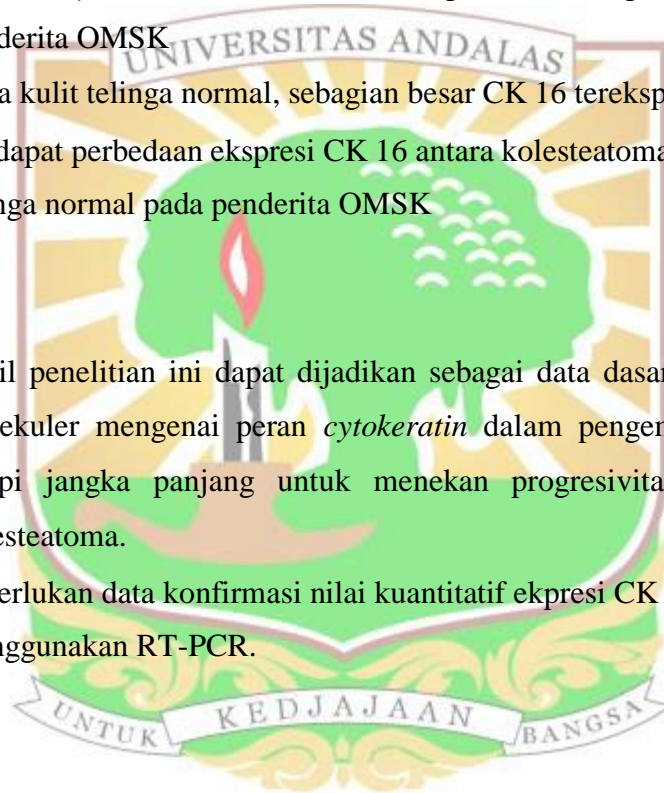 derita OMSK
UNIVERSITAS ANDALAS
a kulit telinga normal, sebagian besar CK 16 tereksp
dapat perbedaan ekspresi CK 16 antara kolesteatoma
nga normal pada penderita OMSK
il penelitian ini dapat dijadikan sebagai data dasar
ekuler mengenai peran cytokeratin dalam penger
pi jangka panjang untuk menekan progresivita
esteatoma.
erlukan data konfirmasi nilai kuantitatif ekpresi CK
nggunakan RT-PCR.
UNTUK KEDJAJAAN BANGSA